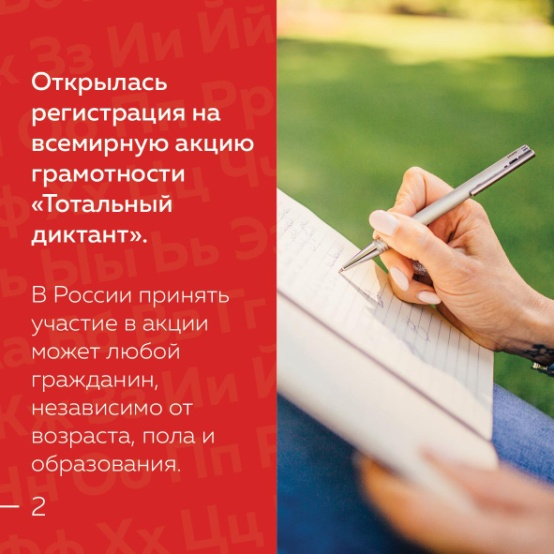 Открылась
регистрация на
всемирную акцию
грамотности
«Тотальный
диктант».
В России принять
участие в акции
может любой
гражданин,
независимо от
возраста, пола и
образования.
2